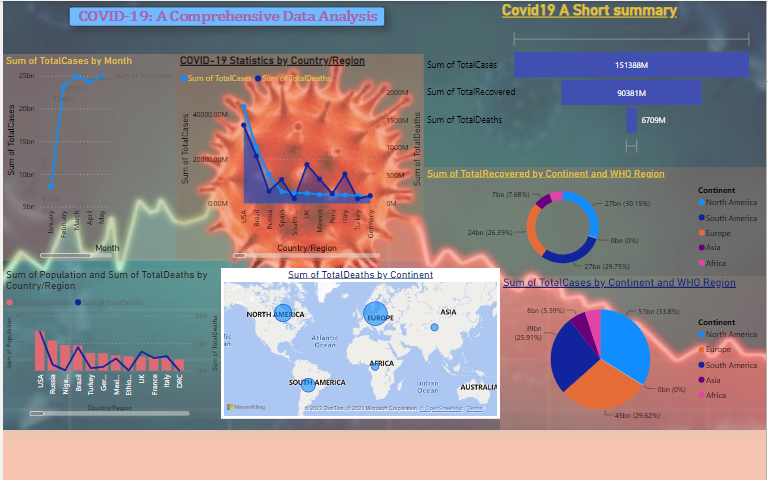 COVID-19: A Comprehensive Data Analysis
Covid19 A Short summary
Sum of TotalCases by Month
25bn
20bn
15bn
10bn
Sum of TotalCases
January
February
March
April
May
Month
COVID-19 Statistics by Country/Region
Sum of TotalCases Sum of TotalDeaths
40000.00M
20000.00M
0.00M
2000M
1500M
1000M
500M
0M
Sum of TotalCases
Sum of TotalDeaths
USA
Brazil
Russia
Spain
South...
UK
Mexico
Peru
Italy
Turkey
Germany
Country/Region
Sum of TotalCases 151388M
Sum of TotalRecovered 90381M
Sum of TotalDeaths 6709M
Sum of TotalRecovered by Continent and WHO Region
7bn (7.68%)
27bn (30.15%)
24bn (26.39%)
0bn (0%)
27bn (29.75%)
Continent
North America
South America
Europe
Asia
Africa
Sum of Population and Sum of TotalDeaths by
Country/Region
Sum of Population Sum of TotalDeaths
Sum of Population
Sum of TotalDeaths
USA
Russia
Nige...
Brazil
Turkey
Ger...
Mexi...
Ethio...
UK
France
Italy
DRC
Country/Region
Sum of TotalDeaths by Continent
NORTH AMERICA
EUROPE
ASIA
Atlantic
Ocean
AFRICA
SOUTH AMERICA
Indian
Ocean
AUSTRALIA
Microsoft Bing
© 2023 TomTom, © 2023 Microsoft Corporation, © OpenStreetMap Terms
Sum of TotalCases by Continent and WHO Region
8bn (5.59%)
51bn (33.8%)
39bn
(25.91%)
0bn (0%)
45bn (29.62%)
Continent
North America
Europe
South America
Asia
Africa